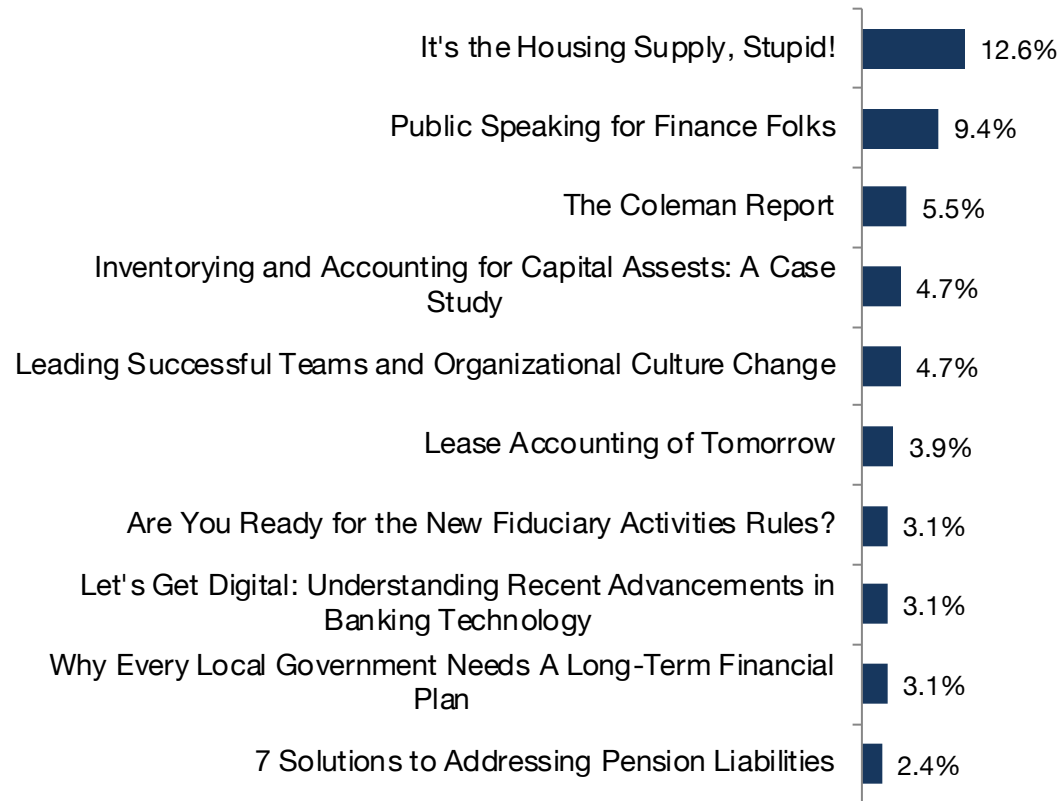 It's the Housing Supply, Stupid!
12.6%
Public Speaking for Finance Folks
9.4%
The Coleman Report
5.5%
Inventorying and Accounting for Capital Assests: A Case
Study
4.7%
Leading Successful Teams and Organizational Culture Change
4.7%
Lease Accounting of Tomorrow
3.9%
Are You Ready for the New Fiduciary Activities Rules?
3.1%
Let's Get Digital: Understanding Recent Advancements in
Banking Technology
3.1%
Why Every Local Government Needs A Long-Term Financial
Plan
3.1%
7 Solutions to Addressing Pension Liabilities
2.4%